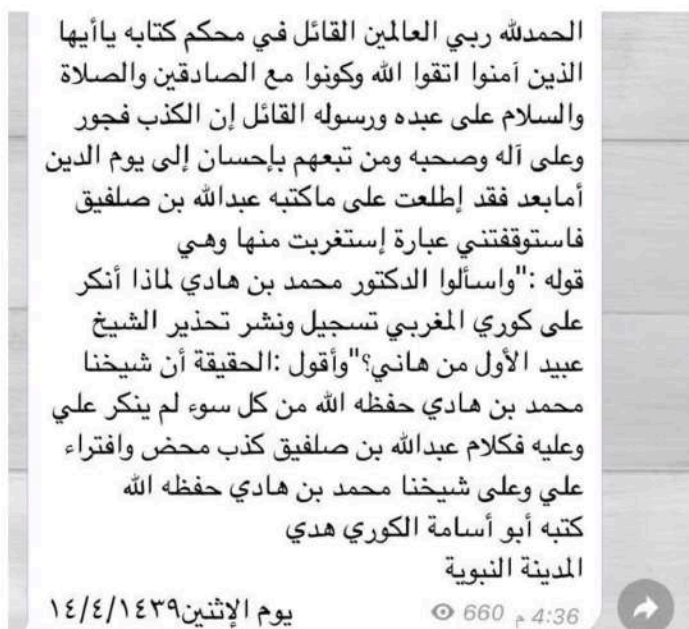 الحمدلله ربي العالمين القائل في محكم كتابه ياأيها
الذين آمنوا اتقوا الله وكونوا مع الصادقين والصلاة
والسلام على عبده ورسوله القائل إن الكذب فجور
وعلى آله وصحبه ومن تبعهم بإحسان إلى يوم الدين
أمابعد فقد إطلعت على ماكتبه عبدالله بن صلفيق
فاستوقفتني عبارة إستغربت منها وهي
قوله :"واسألوا الدكتور محمد بن هادي لماذا أنكر
على كوري المغربي تسجيل ونشر تحذير الشيخ
عبيد الأول من هاني؟"وأقول :الحقيقة أن شيخنا
محمد بن هادي حفظه الله من كل سوء لم ينكر علي
وعليه فكلام عبدالله بن صلفيق كذب محض وافتراء
علي وعلى شيخنا محمد بن هادي حفظه الله
كتبه أبو أسامة الكوري هدي
المدينة النبوية
يوم الإثنين١٤/٤/١٤٣٩
660 4:36 م